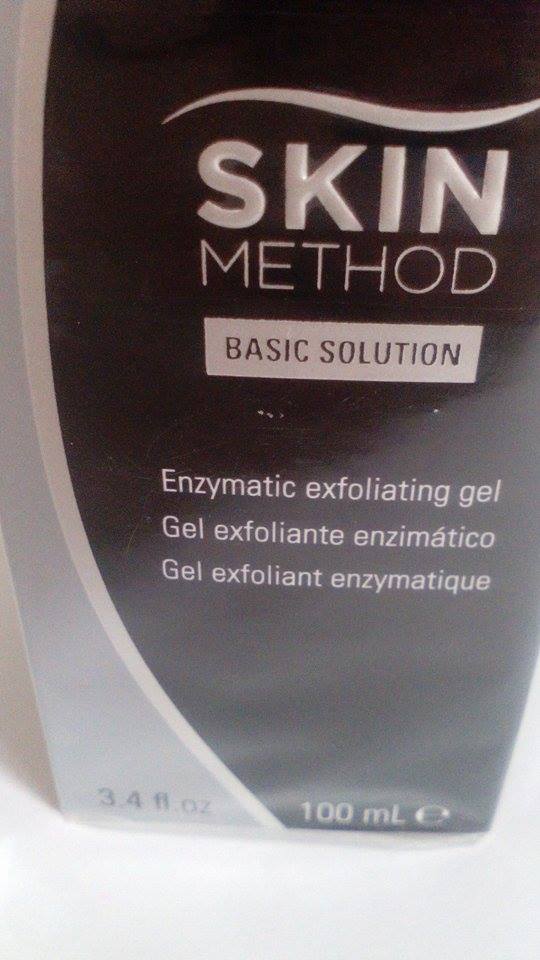 SKIN
METHOD
BASIC SOLUTION
Enzymatic exfoliating gel
Gel exfoliante enzimático
Gel exfoliant enzymatique
3.4 fl.oz
100 mL ℮